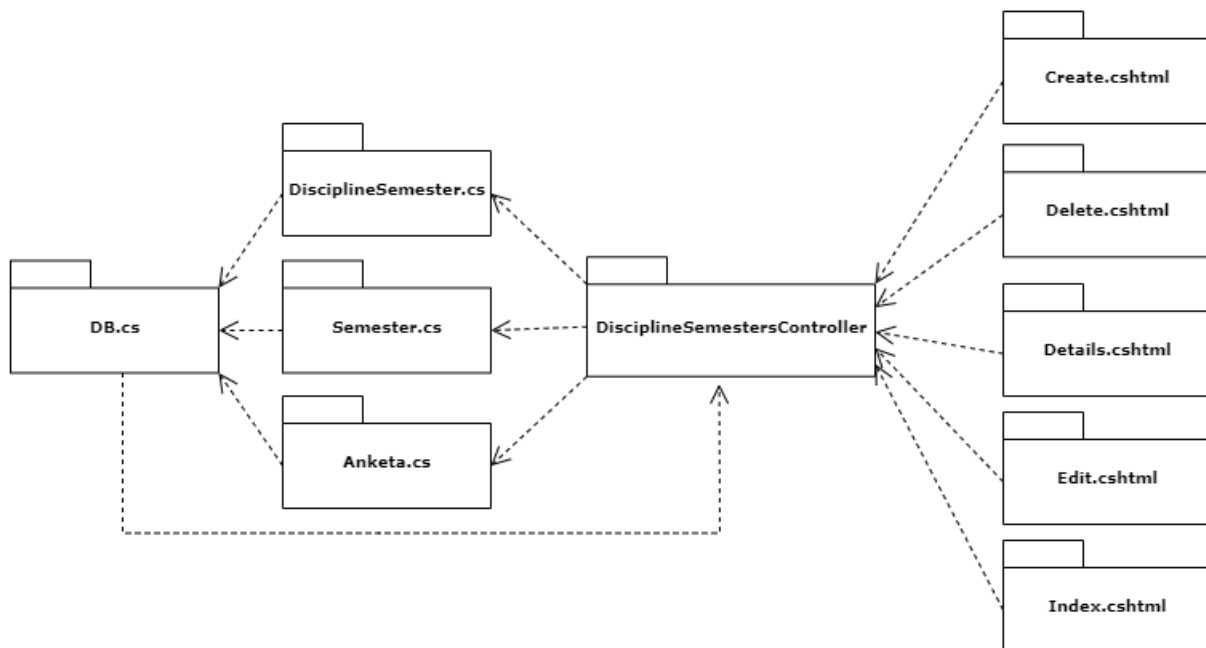 Create.cshtml
DisciplineSemester.cs
Delete.cshtml
DB.cs
Semester.cs
DisciplineSemestersController
Details.cshtml
Anketa.cs
Edit.cshtml
Index.cshtml